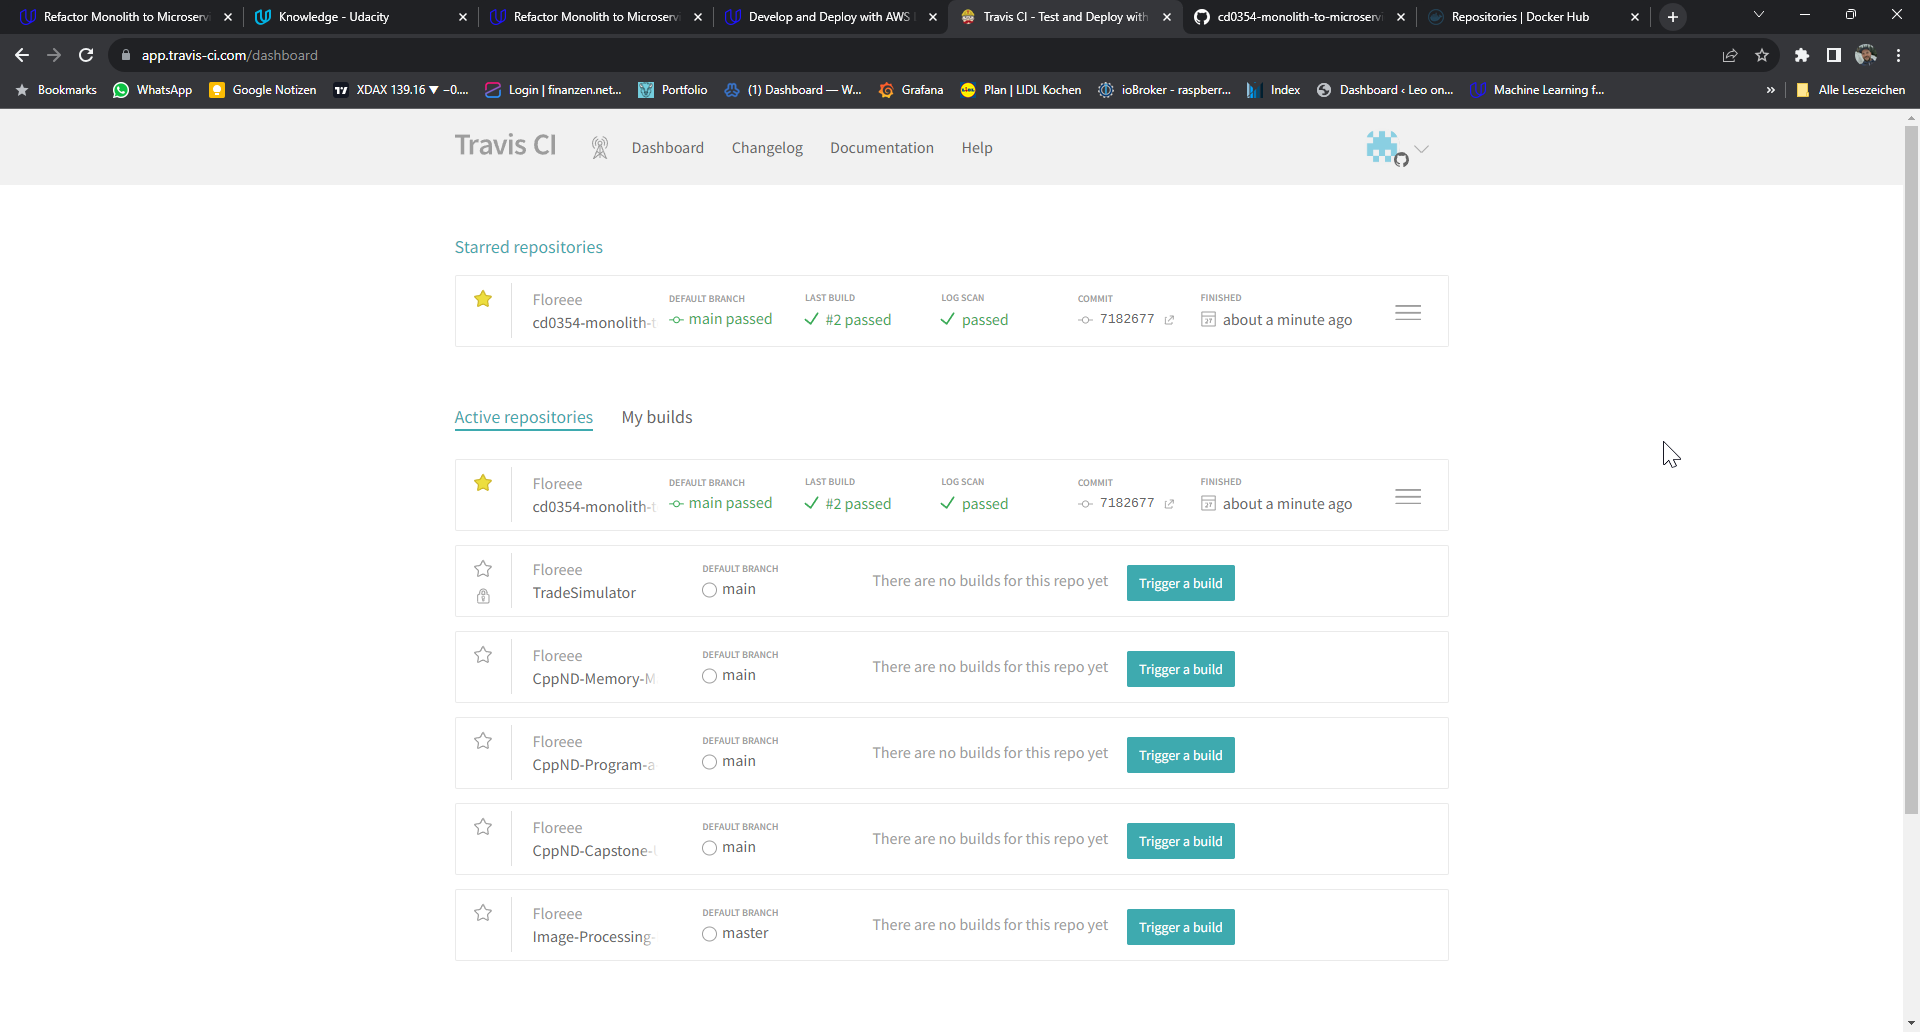 Refactor Monolith to Microservi
Knowledge - Udacity
Refactor Monolith to Microservi
Develop and Deploy with AWS
Travis CI - Test and Deploy with
cd0354-monolith-to-microservi
Repositories | Docker Hub
app.travis-ci.com/dashboard
Bookmarks
WhatsApp
Google Notizen
XDAX 139.16 ▼ −0....
Login | finanzen.net...
Portfolio
(1) Dashboard — W...
Grafana
Plan | LIDL Kochen
ioBroker - raspberr...
Index
Dashboard ‹ Leo on...
Machine Learning f...
»
Alle Lesezeichen
Travis CI
Dashboard
Changelog
Documentation
Help
Starred repositories
Floreee
cd0354-monolith-t
DEFAULT BRANCH
main passed
LAST BUILD
#2 passed
LOG SCAN
passed
COMMIT
7182677
FINISHED
27
about a minute ago
Active repositories
My builds
Floreee
cd0354-monolith-t
DEFAULT BRANCH
main passed
LAST BUILD
#2 passed
LOG SCAN
passed
COMMIT
7182677
FINISHED
27
about a minute ago
Floreee
TradeSimulator
DEFAULT BRANCH
main
There are no builds for this repo yet
Trigger a build
Floreee
CppND-Memory-M
DEFAULT BRANCH
main
There are no builds for this repo yet
Trigger a build
Floreee
CppND-Program-a
DEFAULT BRANCH
main
There are no builds for this repo yet
Trigger a build
Floreee
CppND-Capstone-
DEFAULT BRANCH
main
There are no builds for this repo yet
Trigger a build
Floreee
Image-Processing-
DEFAULT BRANCH
master
There are no builds for this repo yet
Trigger a build